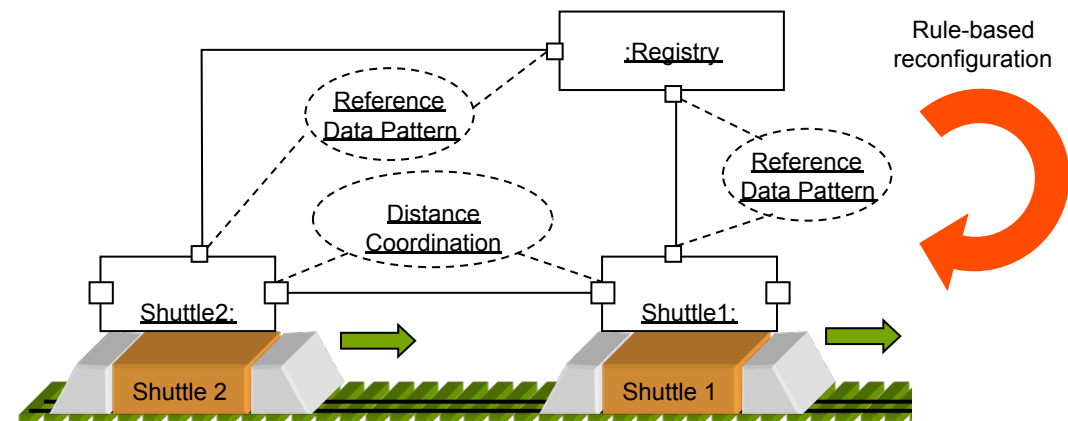 Rule-based
reconfiguration
:Registry
Reference
Data Pattern
Reference
Data Pattern
Distance
Coordination
Shuttle2:
Shuttle1:
Shuttle 2
Shuttle 1